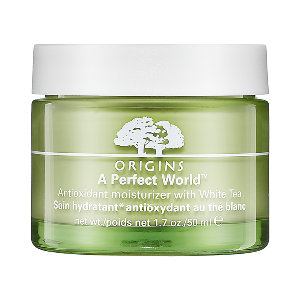 ORIGINS
A Perfect World™
Antioxidant moisturizer with White Tea
Soin hydratant* antioxydant au thé blanc
net wt./poids net 1.7 oz./50 ml ℮